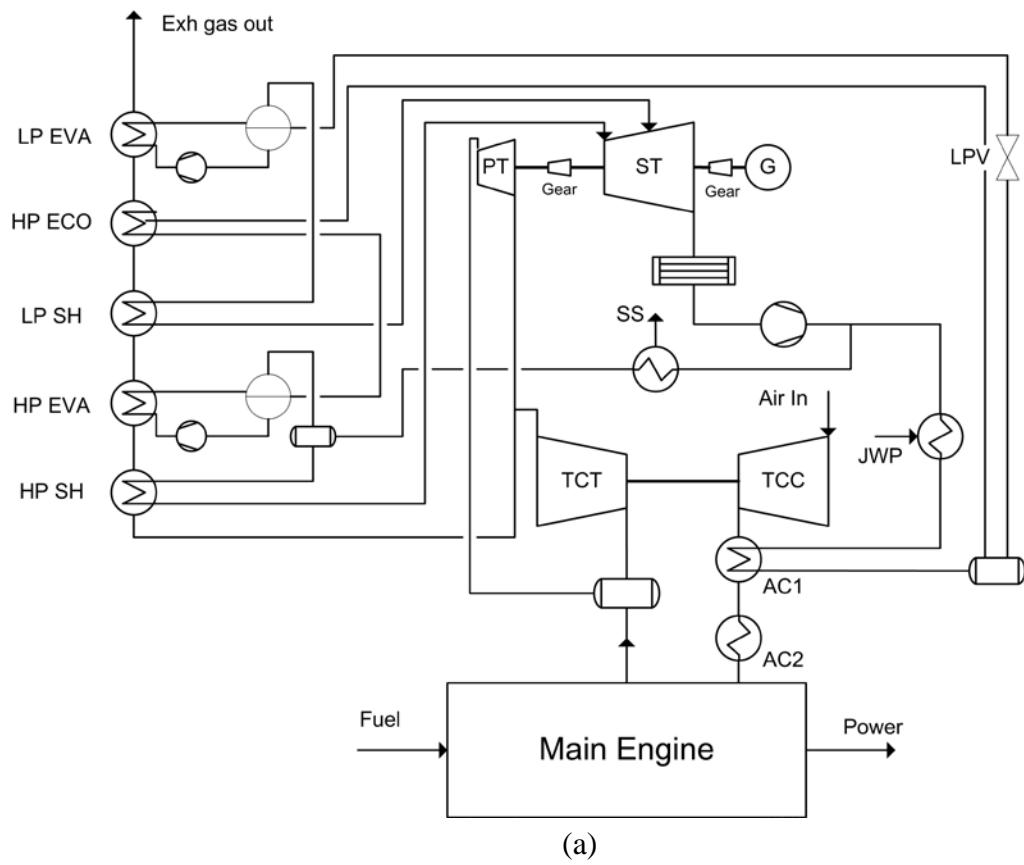 Exh gas out
LP EVA
HP ECO
LP SH
HP EVA
HP SH
PT
Gear
ST
Gear
G
LPV
SS
Air In
JWP
TCT
TCC
AC1
AC2
Fuel
Main Engine
Power
(a)